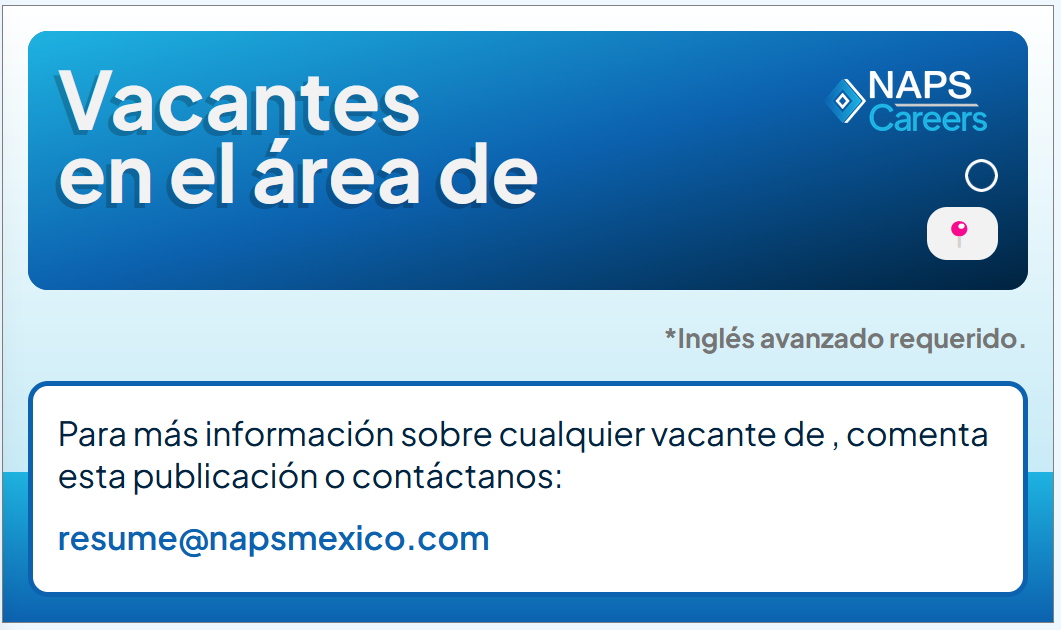 Vacantes
en el área de
NAPS
Careers
*Inglés avanzado requerido.
Para más información sobre cualquier vacante de , comenta
esta publicación o contáctanos:
resume@napsmexico.com